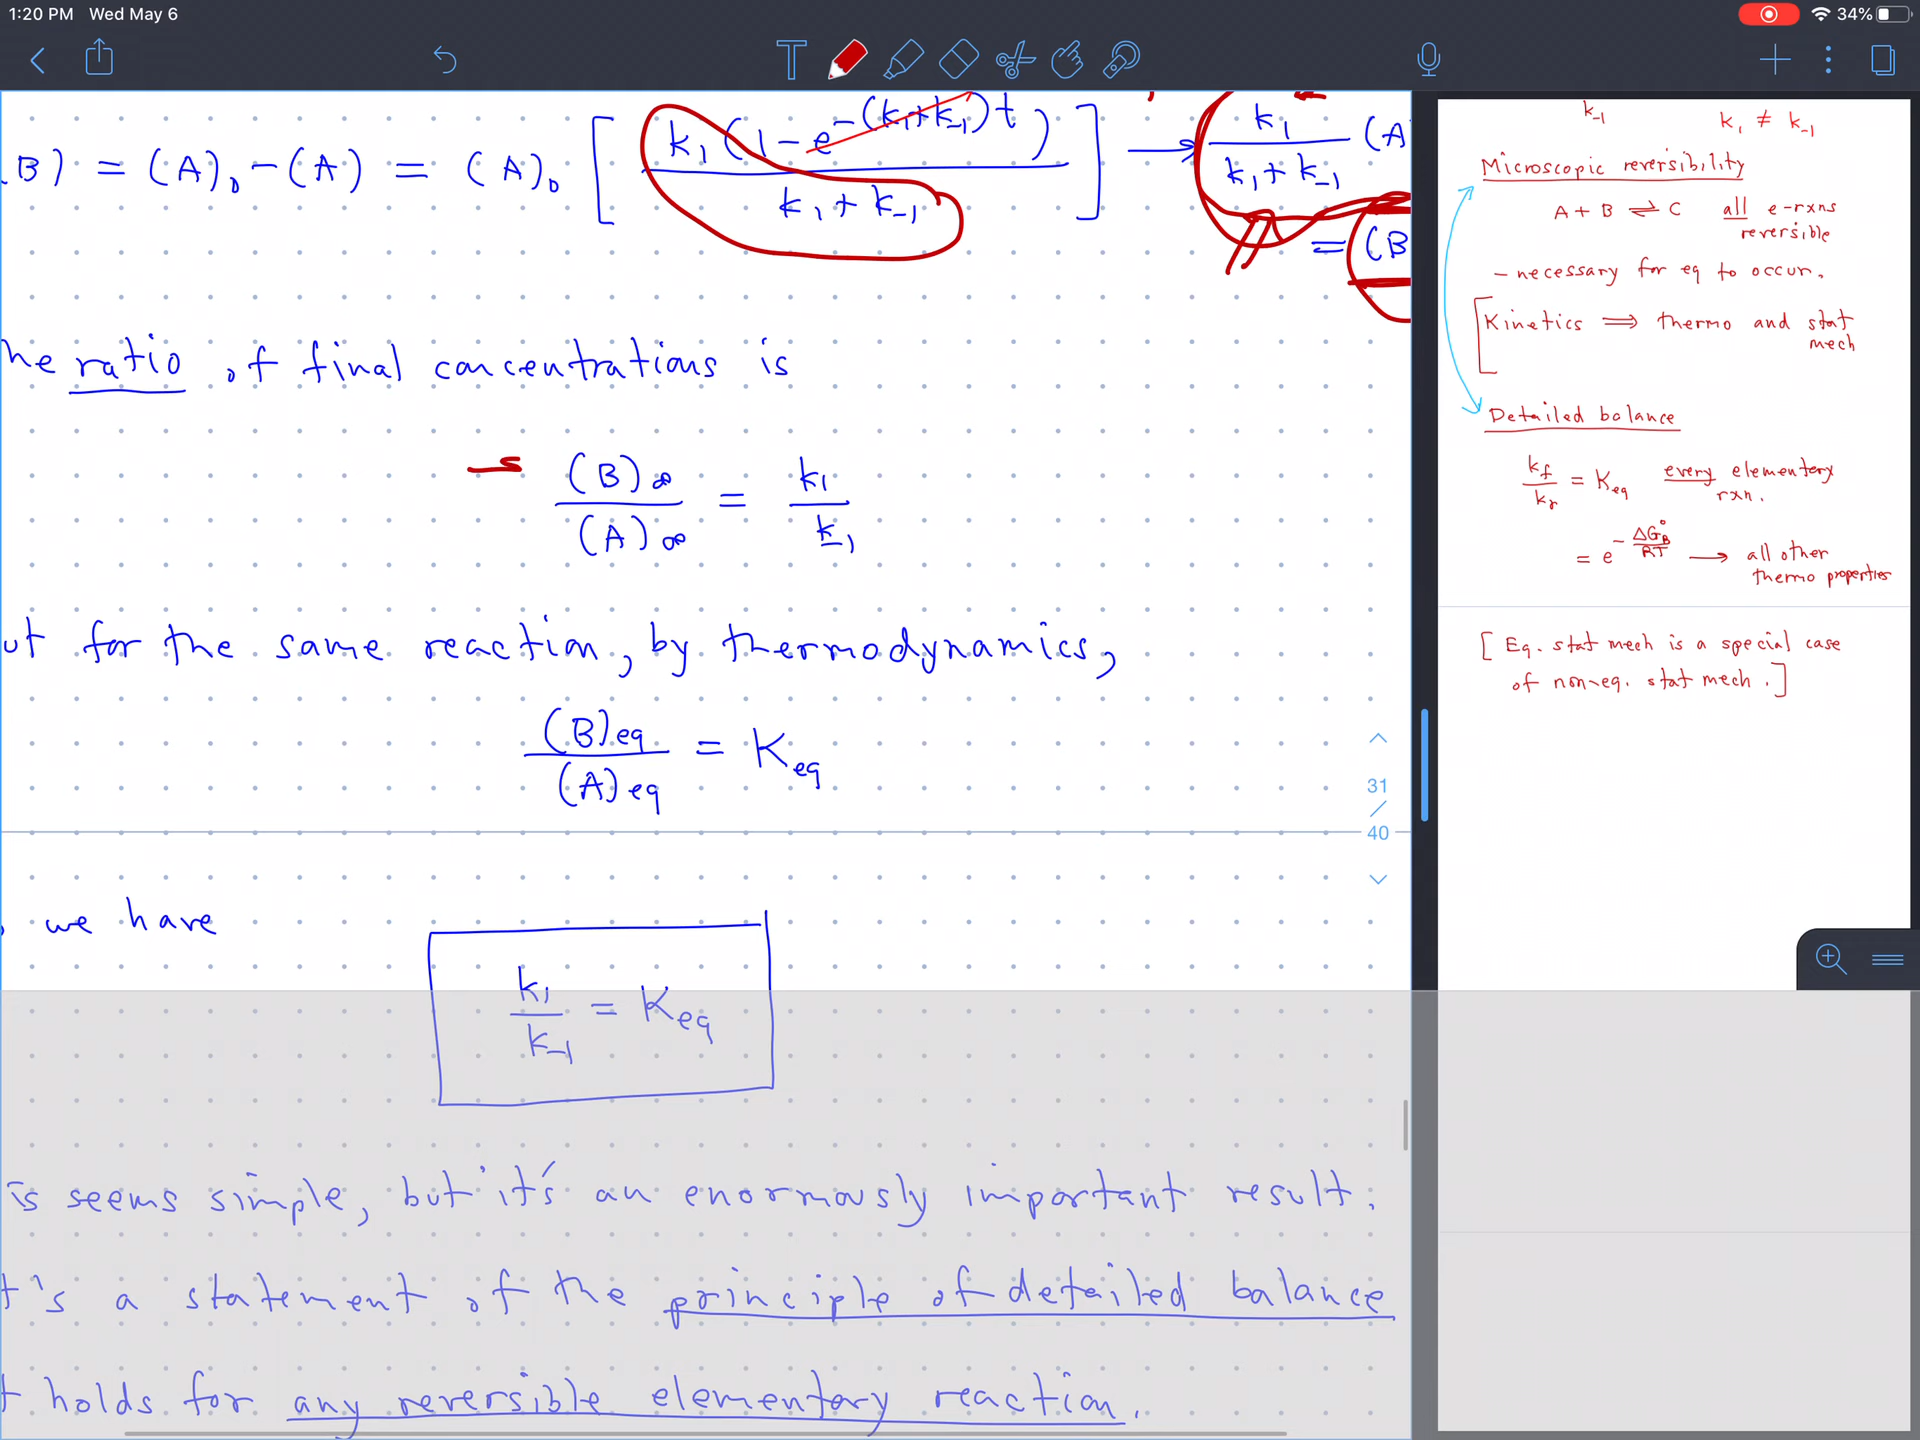 1:20 PM Wed May 6
34%
(B) = (A)₀ - (A) = (A)₀ [ k₁(1-e^-(k₁+k₋₁)t) / k₁+k₋₁ ] → k₁ / k₁+k₋₁ (A
= (B
he ratio of final concentrations is
(B)∞ / (A)∞ = k₁ / k₋₁
ut for the same reaction, by thermodynamics,
(B)eq / (A)eq = Keq
31
/
40
we have
k₁ / k₋₁ = Keq
is seems simple, but it's an enormously important result.
t's a statement of the principle of detailed balance
t holds for any reversible elementary reaction.
k₋₁
k₁ ≠ k₋₁
Microscopic reversibility
A + B ⇌ C all e-rxns
reversible
- necessary for eq to occur.
[Kinetics ⟹ thermo and stat
mech
Detailed balance
kf / kr = Keq every elementery
rxn.
= e^-ΔG°R/RT → all other
thermo properties
[ Eq. stat mech is a special case
of noneq. stat mech. ]